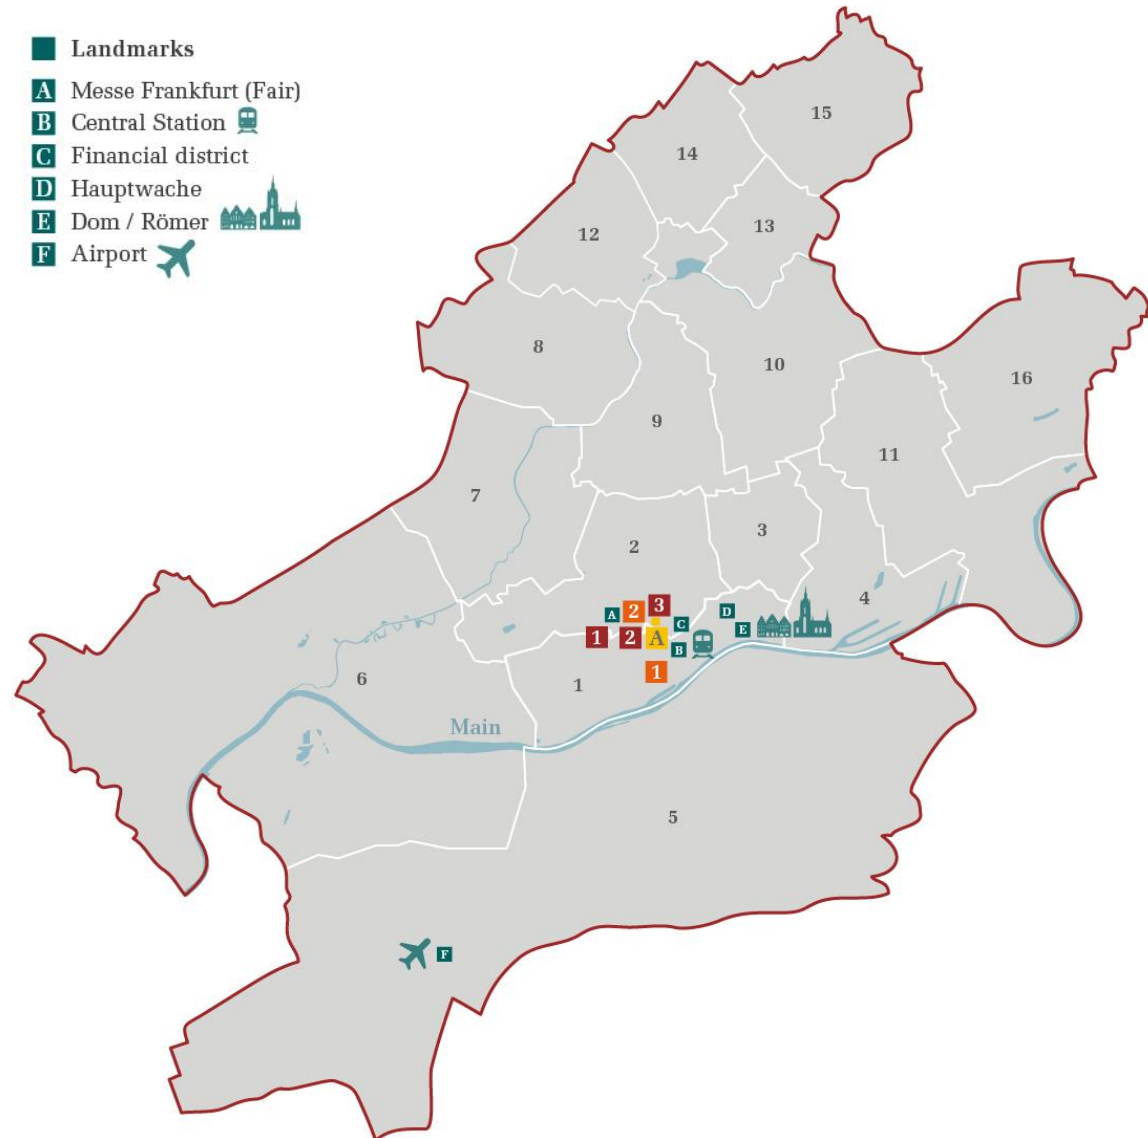 Landmarks
A Messe Frankfurt (Fair)
B Central Station
C Financial district
D Hauptwache
E Dom / Römer
F Airport
15
14
13
12
8
10
16
9
11
7
3
2
4
3
2
A
D
C
E
1
2
A
B
1
1
6
Main
5
F